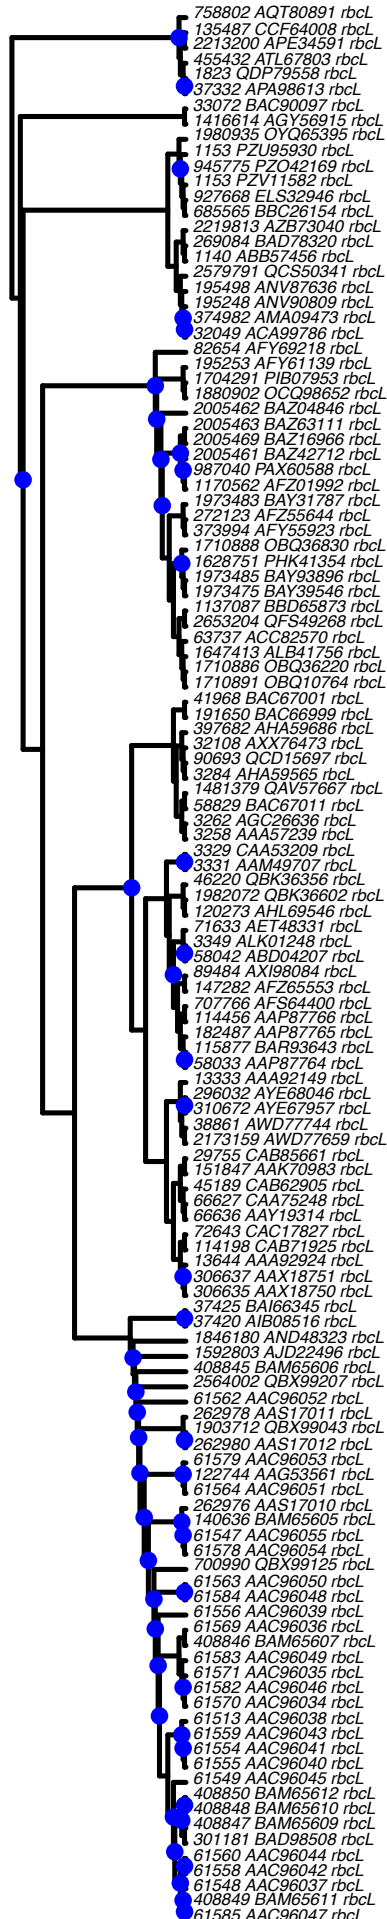 758802 AQT80891 rbcL
135487 CCF64008 rbcL
2213200 APE34591 rbcL
455432 ATL67803 rbcL
1823 QDP79558 rbcL
37332 APA98613 rbcL
33072 BAC90097 rbcL
1416614 AGY56915 rbcL
1980935 OYQ65395 rbcL
1153 PZU95930 rbcL
945775 PZO42169 rbcL
1153 PZV11582 rbcL
927668 ELS32946 rbcL
685565 BBC26154 rbcL
2219813 AZB73040 rbcL
269084 BAD78320 rbcL
1140 ABB57456 rbcL
2579791 QCS50341 rbcL
195498 ANV87636 rbcL
195248 ANV90809 rbcL
374982 AMA09473 rbcL
32049 ACA99786 rbcL
82654 AFY69218 rbcL
195253 AFY61139 rbcL
1704291 PIB07953 rbcL
1880902 OCQ98652 rbcL
2005462 BAZ04846 rbcL
2005463 BAZ63111 rbcL
2005469 BAZ16966 rbcL
2005461 BAZ42712 rbcL
987040 PAX60588 rbcL
1170562 AFZ01992 rbcL
1973483 BAY31787 rbcL
272123 AFZ55644 rbcL
373994 AFY55923 rbcL
1710888 OBQ36830 rbcL
1628751 PHK41354 rbcL
1973485 BAY93896 rbcL
1973475 BAY39546 rbcL
1137087 BBD65873 rbcL
2653204 QFS49268 rbcL
63737 ACC82570 rbcL
1647413 ALB41756 rbcL
1710886 OBQ36220 rbcL
1710891 OBQ10764 rbcL
41968 BAC67001 rbcL
191650 BAC66999 rbcL
397682 AHA59686 rbcL
32108 AXX76473 rbcL
90693 QCD15697 rbcL
3284 AHA59565 rbcL
1481379 QAV57667 rbcL
58829 BAC67011 rbcL
3262 AGC26636 rbcL
3258 AAA57239 rbcL
3329 CAA53209 rbcL
3331 AAM49707 rbcL
46220 QBK36356 rbcL
1982072 QBK36602 rbcL
120273 AHL69546 rbcL
71633 AET48331 rbcL
3349 ALK01248 rbcL
58042 ABD04207 rbcL
89484 AXI98084 rbcL
147282 AFZ65553 rbcL
707766 AFS64400 rbcL
114456 AAP87766 rbcL
182487 AAP87765 rbcL
115877 BAR93643 rbcL
58033 AAP87764 rbcL
13333 AAA92149 rbcL
296032 AYE68046 rbcL
310672 AYE67957 rbcL
38861 AWD77744 rbcL
2173159 AWD77659 rbcL
29755 CAB85661 rbcL
151847 AAK70983 rbcL
45189 CAB62905 rbcL
66627 CAA75248 rbcL
66636 AAY19314 rbcL
72643 CAC17827 rbcL
114198 CAB71925 rbcL
13644 AAA92924 rbcL
306637 AAX18751 rbcL
306635 AAX18750 rbcL
37425 BAI66345 rbcL
37420 AIB08516 rbcL
1846180 AND48323 rbcL
1592803 AJD22496 rbcL
408845 BAM65606 rbcL
2564002 QBX99207 rbcL
61562 AAC96052 rbcL
262978 AAS17011 rbcL
1903712 QBX99043 rbcL
262980 AAS17012 rbcL
61579 AAC96053 rbcL
122744 AAG53561 rbcL
61564 AAC96051 rbcL
262976 AAS17010 rbcL
140636 BAM65605 rbcL
61547 AAC96055 rbcL
61578 AAC96054 rbcL
700990 QBX99125 rbcL
61563 AAC96050 rbcL
61584 AAC96048 rbcL
61556 AAC96039 rbcL
61569 AAC96036 rbcL
408846 BAM65607 rbcL
61583 AAC96049 rbcL
61571 AAC96035 rbcL
61582 AAC96046 rbcL
61570 AAC96034 rbcL
61513 AAC96038 rbcL
61559 AAC96043 rbcL
61554 AAC96041 rbcL
61555 AAC96040 rbcL
61549 AAC96045 rbcL
408850 BAM65612 rbcL
408848 BAM65610 rbcL
408847 BAM65609 rbcL
301181 BAD98508 rbcL
61560 AAC96044 rbcL
61558 AAC96042 rbcL
61548 AAC96037 rbcL
408849 BAM65611 rbcL
61585 AAC96047 rbcL